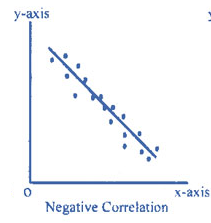 y-axis
O
x-axis
Negative Correlation